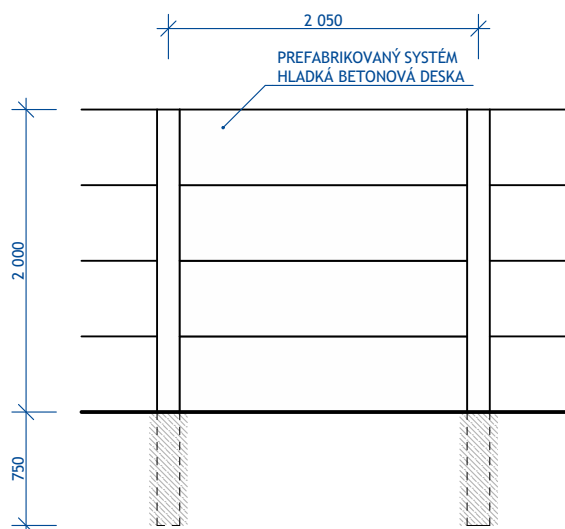 2 050
PREFABRIKOVANÝ SYSTÉM
HLADKÁ BETONOVÁ DESKA
2 000
750